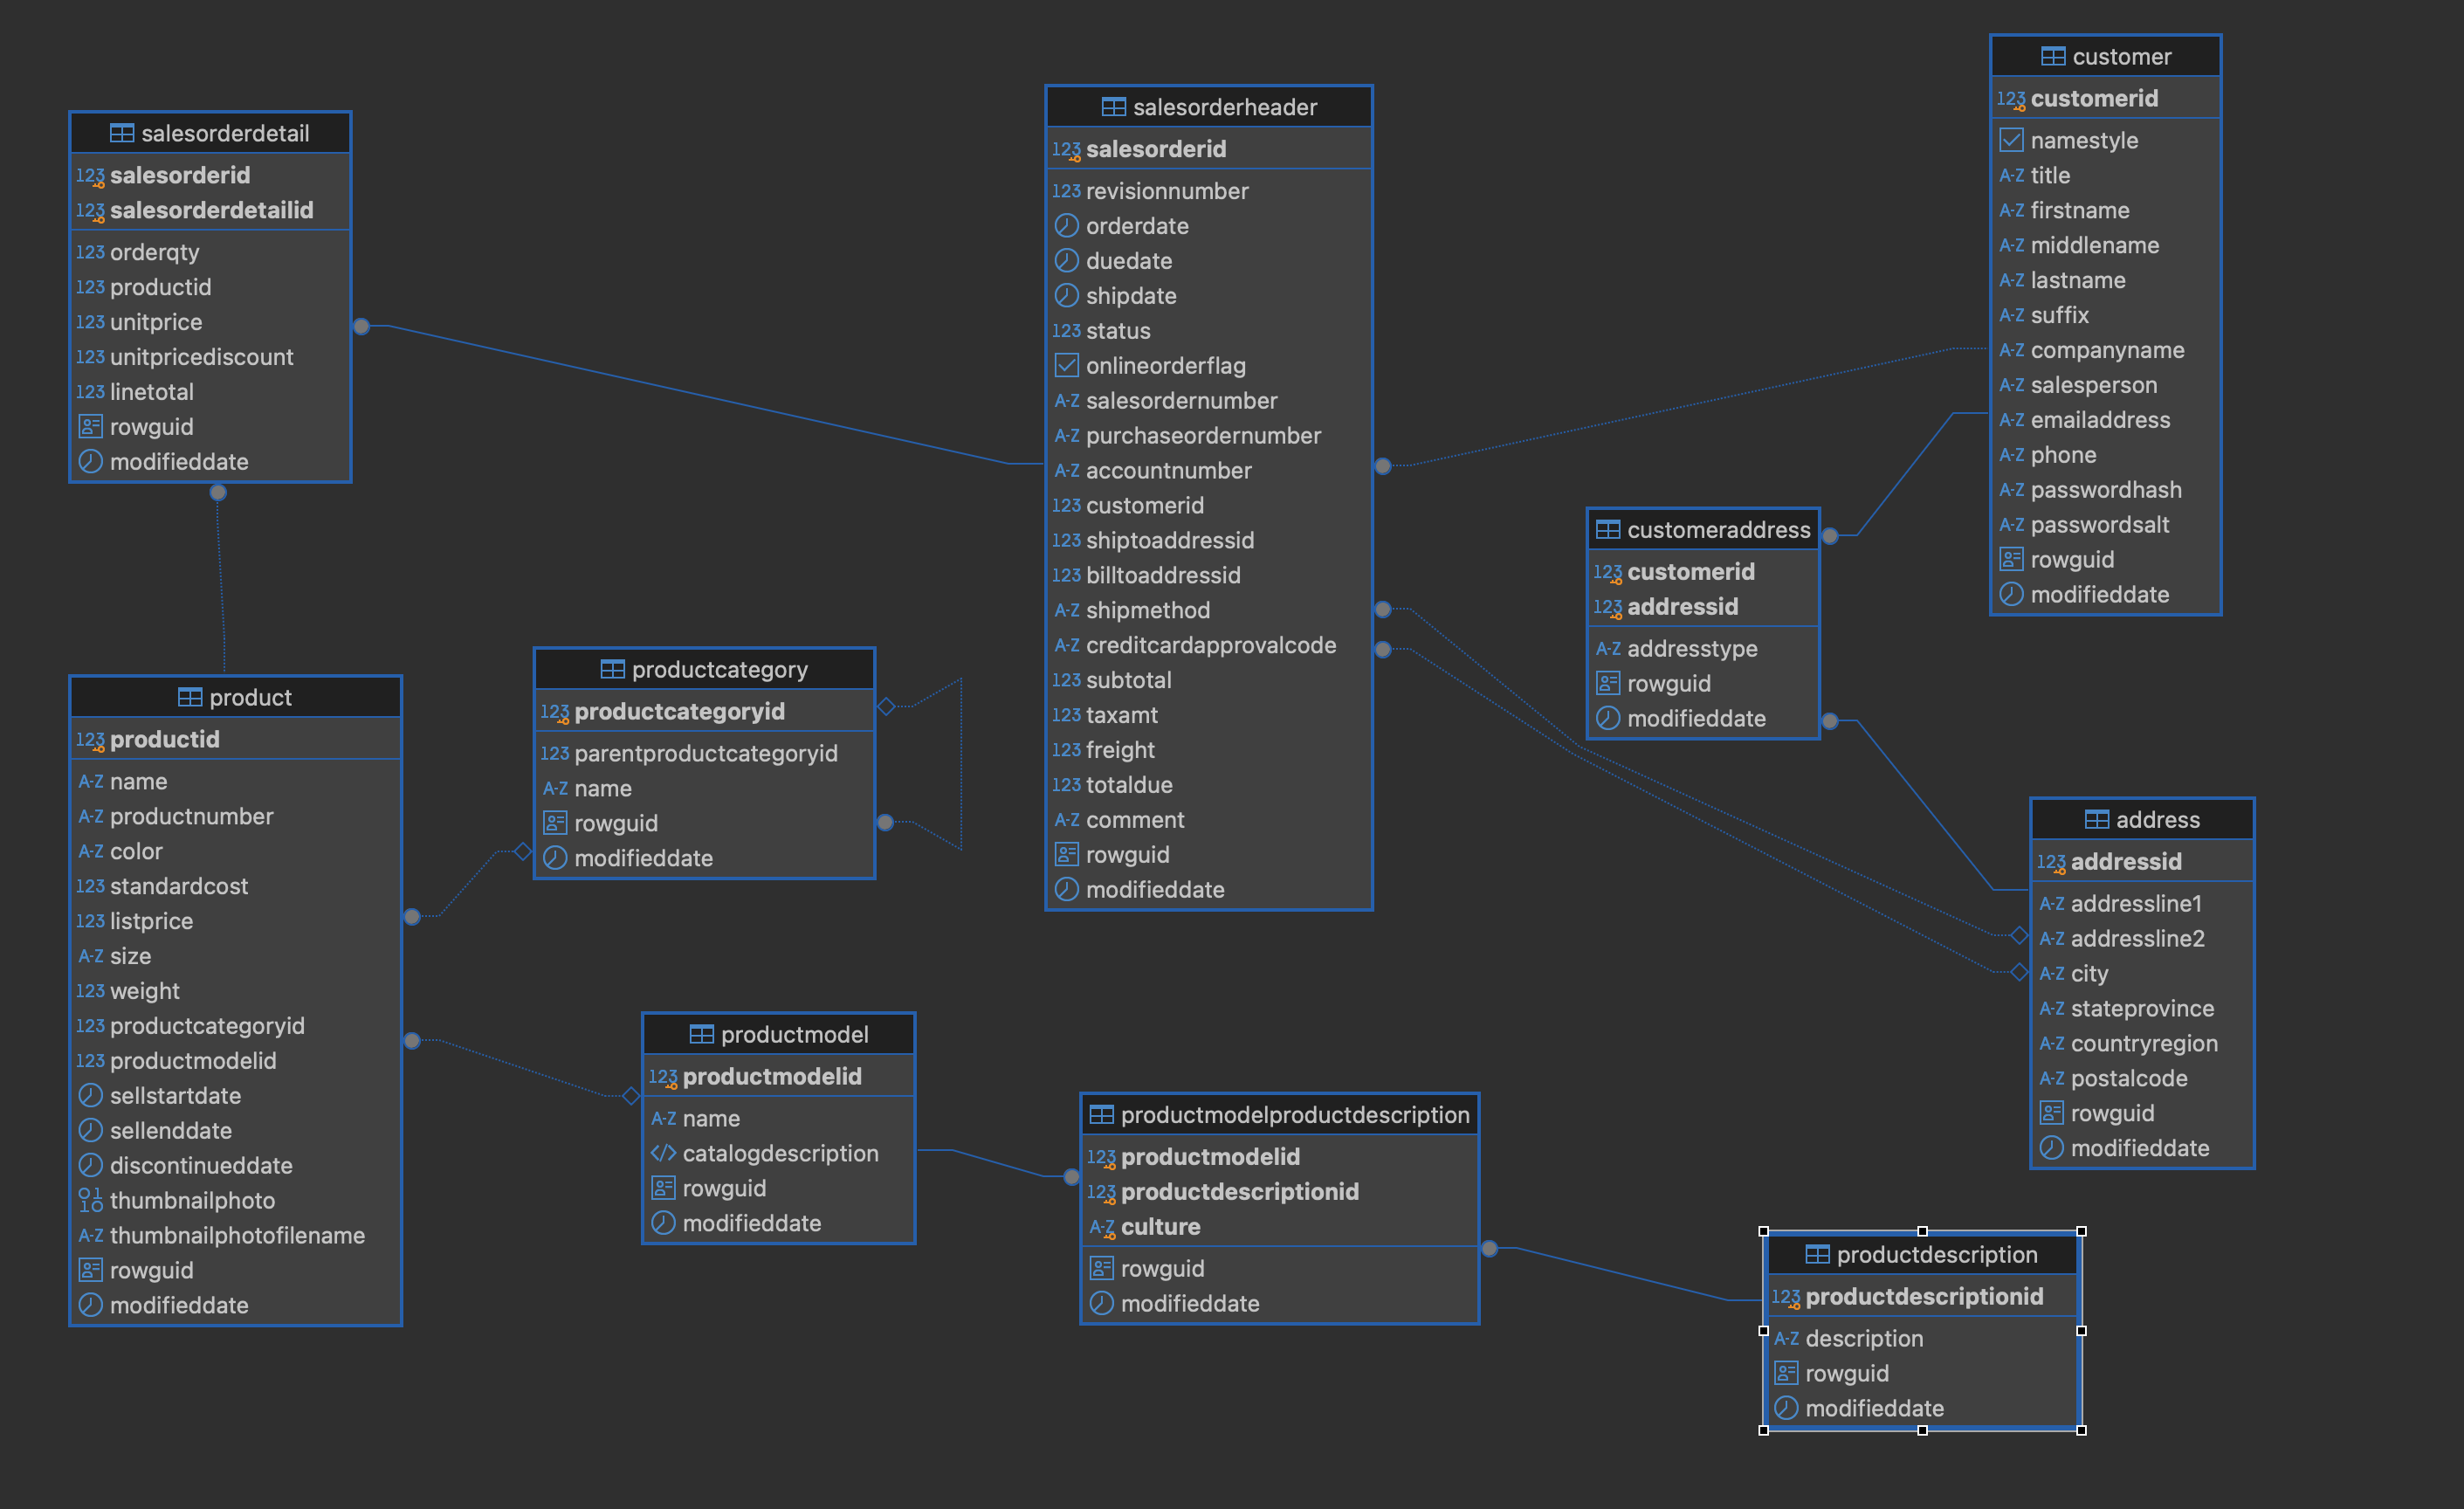 salesorderdetail
123 salesorderid
123 salesorderdetailid
123 orderqty
123 productid
123 unitprice
123 unitpricediscount
123 linetotal
rowguid
modifieddate
product
123 productid
A-Z name
A-Z productnumber
A-Z color
123 standardcost
123 listprice
A-Z size
123 weight
123 productcategoryid
123 productmodelid
sellstartdate
sellenddate
discontinueddate
thumbnailphoto
A-Z thumbnailphotofilename
rowguid
modifieddate
productcategory
123 productcategoryid
123 parentproductcategoryid
A-Z name
rowguid
modifieddate
productmodel
123 productmodelid
A-Z name
</> catalogdescription
rowguid
modifieddate
salesorderheader
123 salesorderid
123 revisionnumber
orderdate
duedate
shipdate
123 status
onlineorderflag
A-Z salesordernumber
A-Z purchaseordernumber
A-Z accountnumber
123 customerid
123 shiptoaddressid
123 billtoaddressid
A-Z shipmethod
A-Z creditcardapprovalcode
123 subtotal
123 taxamt
123 freight
123 totaldue
A-Z comment
rowguid
modifieddate
productmodelproductdescription
123 productmodelid
123 productdescriptionid
A-Z culture
rowguid
modifieddate
customer
123 customerid
namestyle
A-Z title
A-Z firstname
A-Z middlename
A-Z lastname
A-Z suffix
A-Z companyname
A-Z salesperson
A-Z emailaddress
A-Z phone
A-Z passwordhash
A-Z passwordsalt
rowguid
modifieddate
customeraddress
123 customerid
123 addressid
A-Z addresstype
rowguid
modifieddate
address
123 addressid
A-Z addressline1
A-Z addressline2
A-Z city
A-Z stateprovince
A-Z countryregion
A-Z postalcode
rowguid
modifieddate
productdescription
123 productdescriptionid
A-Z description
rowguid
modifieddate